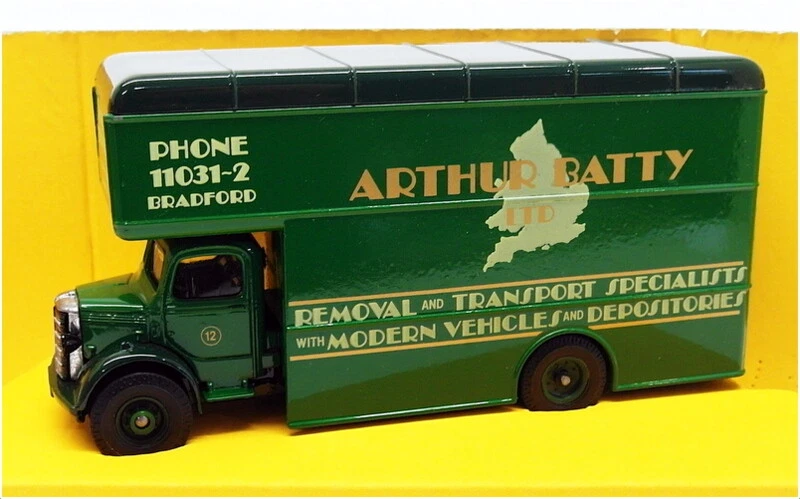 PHONE
11031~2
BRADFORD
ARTHUR BATTY
LTD
REMOVAL AND TRANSPORT SPECIALISTS
WITH MODERN VEHICLES AND DEPOSITORIES
12